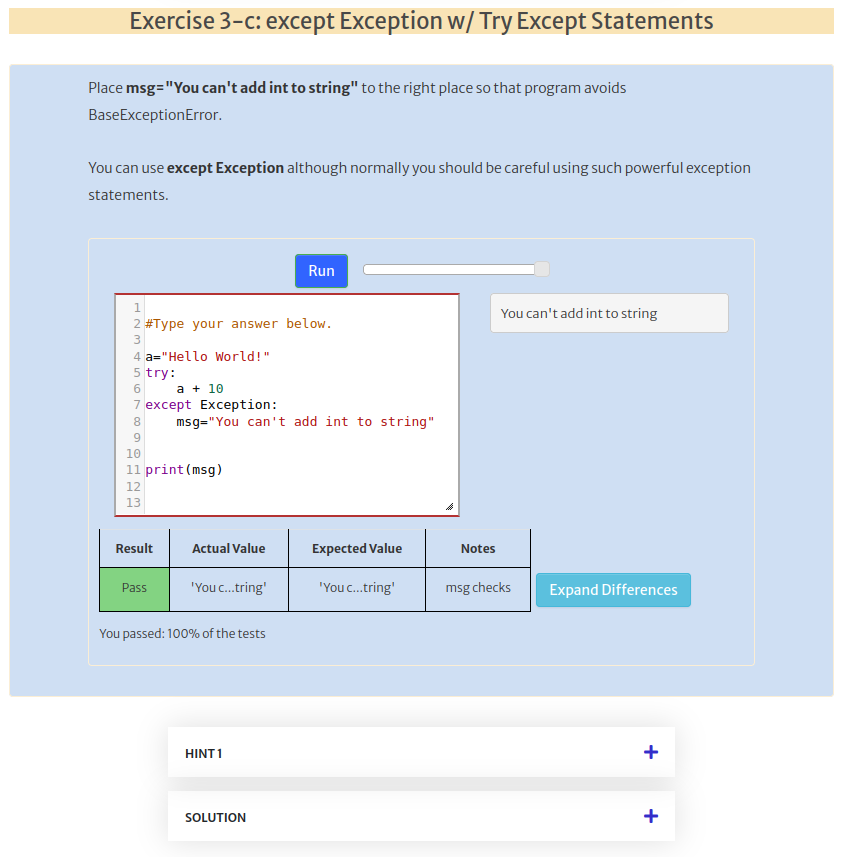 Exercise 3-c: except Exception w/ Try Except Statements
Place msg="You can't add int to string" to the right place so that program avoids
BaseExceptionError.
You can use except Exception although normally you should be careful using such powerful exception
statements.
Run
1
2 #Type your answer below.
3
4 a="Hello World!"
5 try:
6     a + 10
7 except Exception:
8     msg="You can't add int to string"
9
10
11 print(msg)
12
13
You can't add int to string
Result Actual Value Expected Value Notes
Pass 'You c...tring' 'You c...tring' msg checks
Expand Differences
You passed: 100% of the tests
HINT 1 +
SOLUTION +